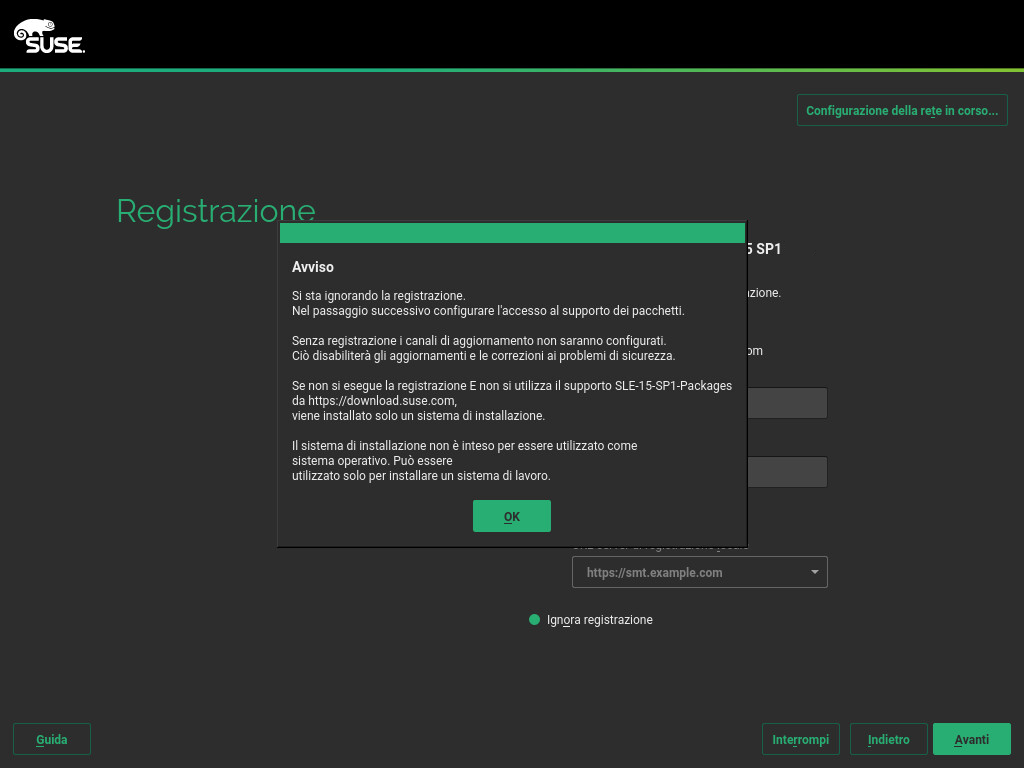 SUSE.
Configurazione della rete in corso...
Registrazione
5 SP1
Avviso
Si sta ignorando la registrazione.
Nel passaggio successivo configurare l'accesso al supporto dei pacchetti.
Senza registrazione i canali di aggiornamento non saranno configurati.
Ciò disabiliterà gli aggiornamenti e le correzioni ai problemi di sicurezza.
Se non si esegue la registrazione E non si utilizza il supporto SLE-15-SP1-Packages
da https://download.suse.com,
viene installato solo un sistema di installazione.
Il sistema di installazione non è inteso per essere utilizzato come
sistema operativo. Può essere
utilizzato solo per installare un sistema di lavoro.
OK
https://smt.example.com
Ignora registrazione
Guida
Interrompi
Indietro
Avanti